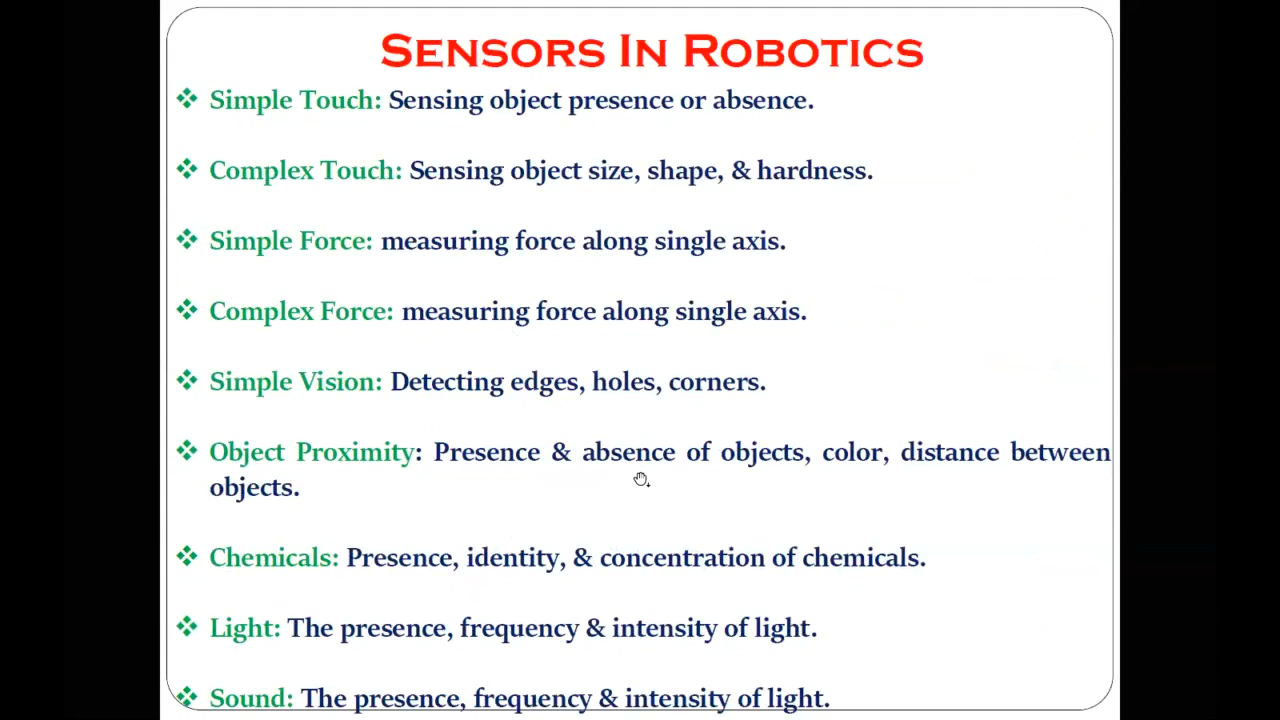 SENSORS IN ROBOTICS
❖ Simple Touch: Sensing object presence or absence.
❖ Complex Touch: Sensing object size, shape, & hardness.
❖ Simple Force: measuring force along single axis.
❖ Complex Force: measuring force along single axis.
❖ Simple Vision: Detecting edges, holes, corners.
❖ Object Proximity: Presence & absence of objects, color, distance between
objects.
❖ Chemicals: Presence, identity, & concentration of chemicals.
❖ Light: The presence, frequency & intensity of light.
❖ Sound: The presence, frequency & intensity of light.